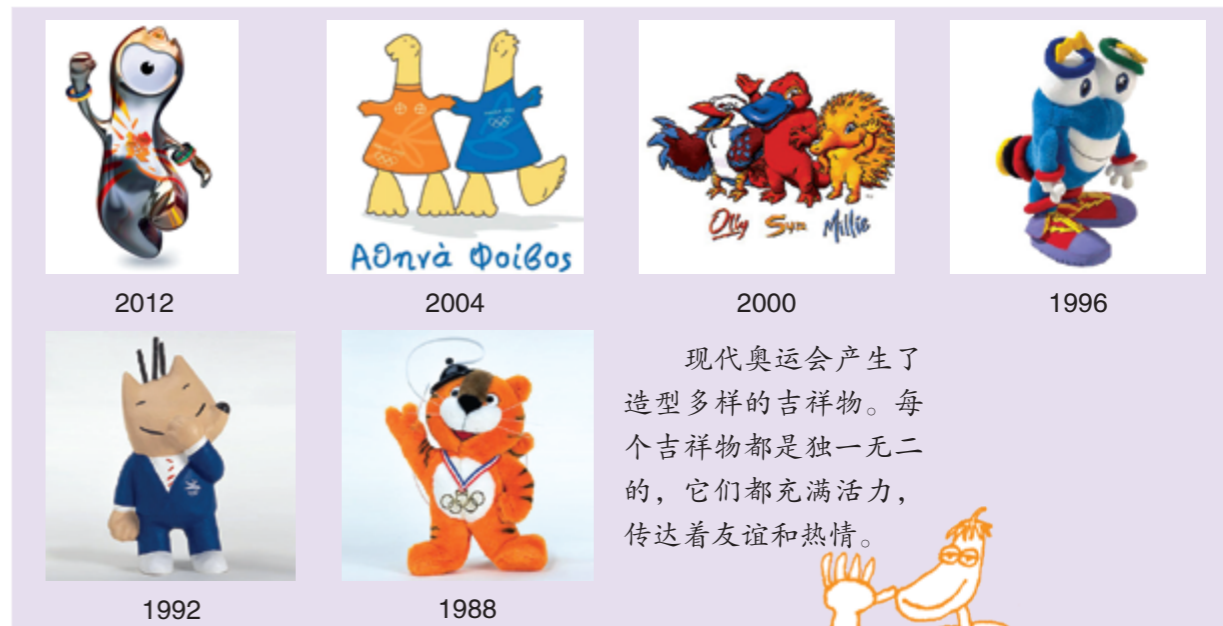 Αθηνά Φοίβος
Olly Syd Millie
2012
2004
2000
1996
现代奥运会产生了
造型多样的吉祥物。每
个吉祥物都是独一无二
的，它们都充满活力，
传达着友谊和热情。
1992
1988